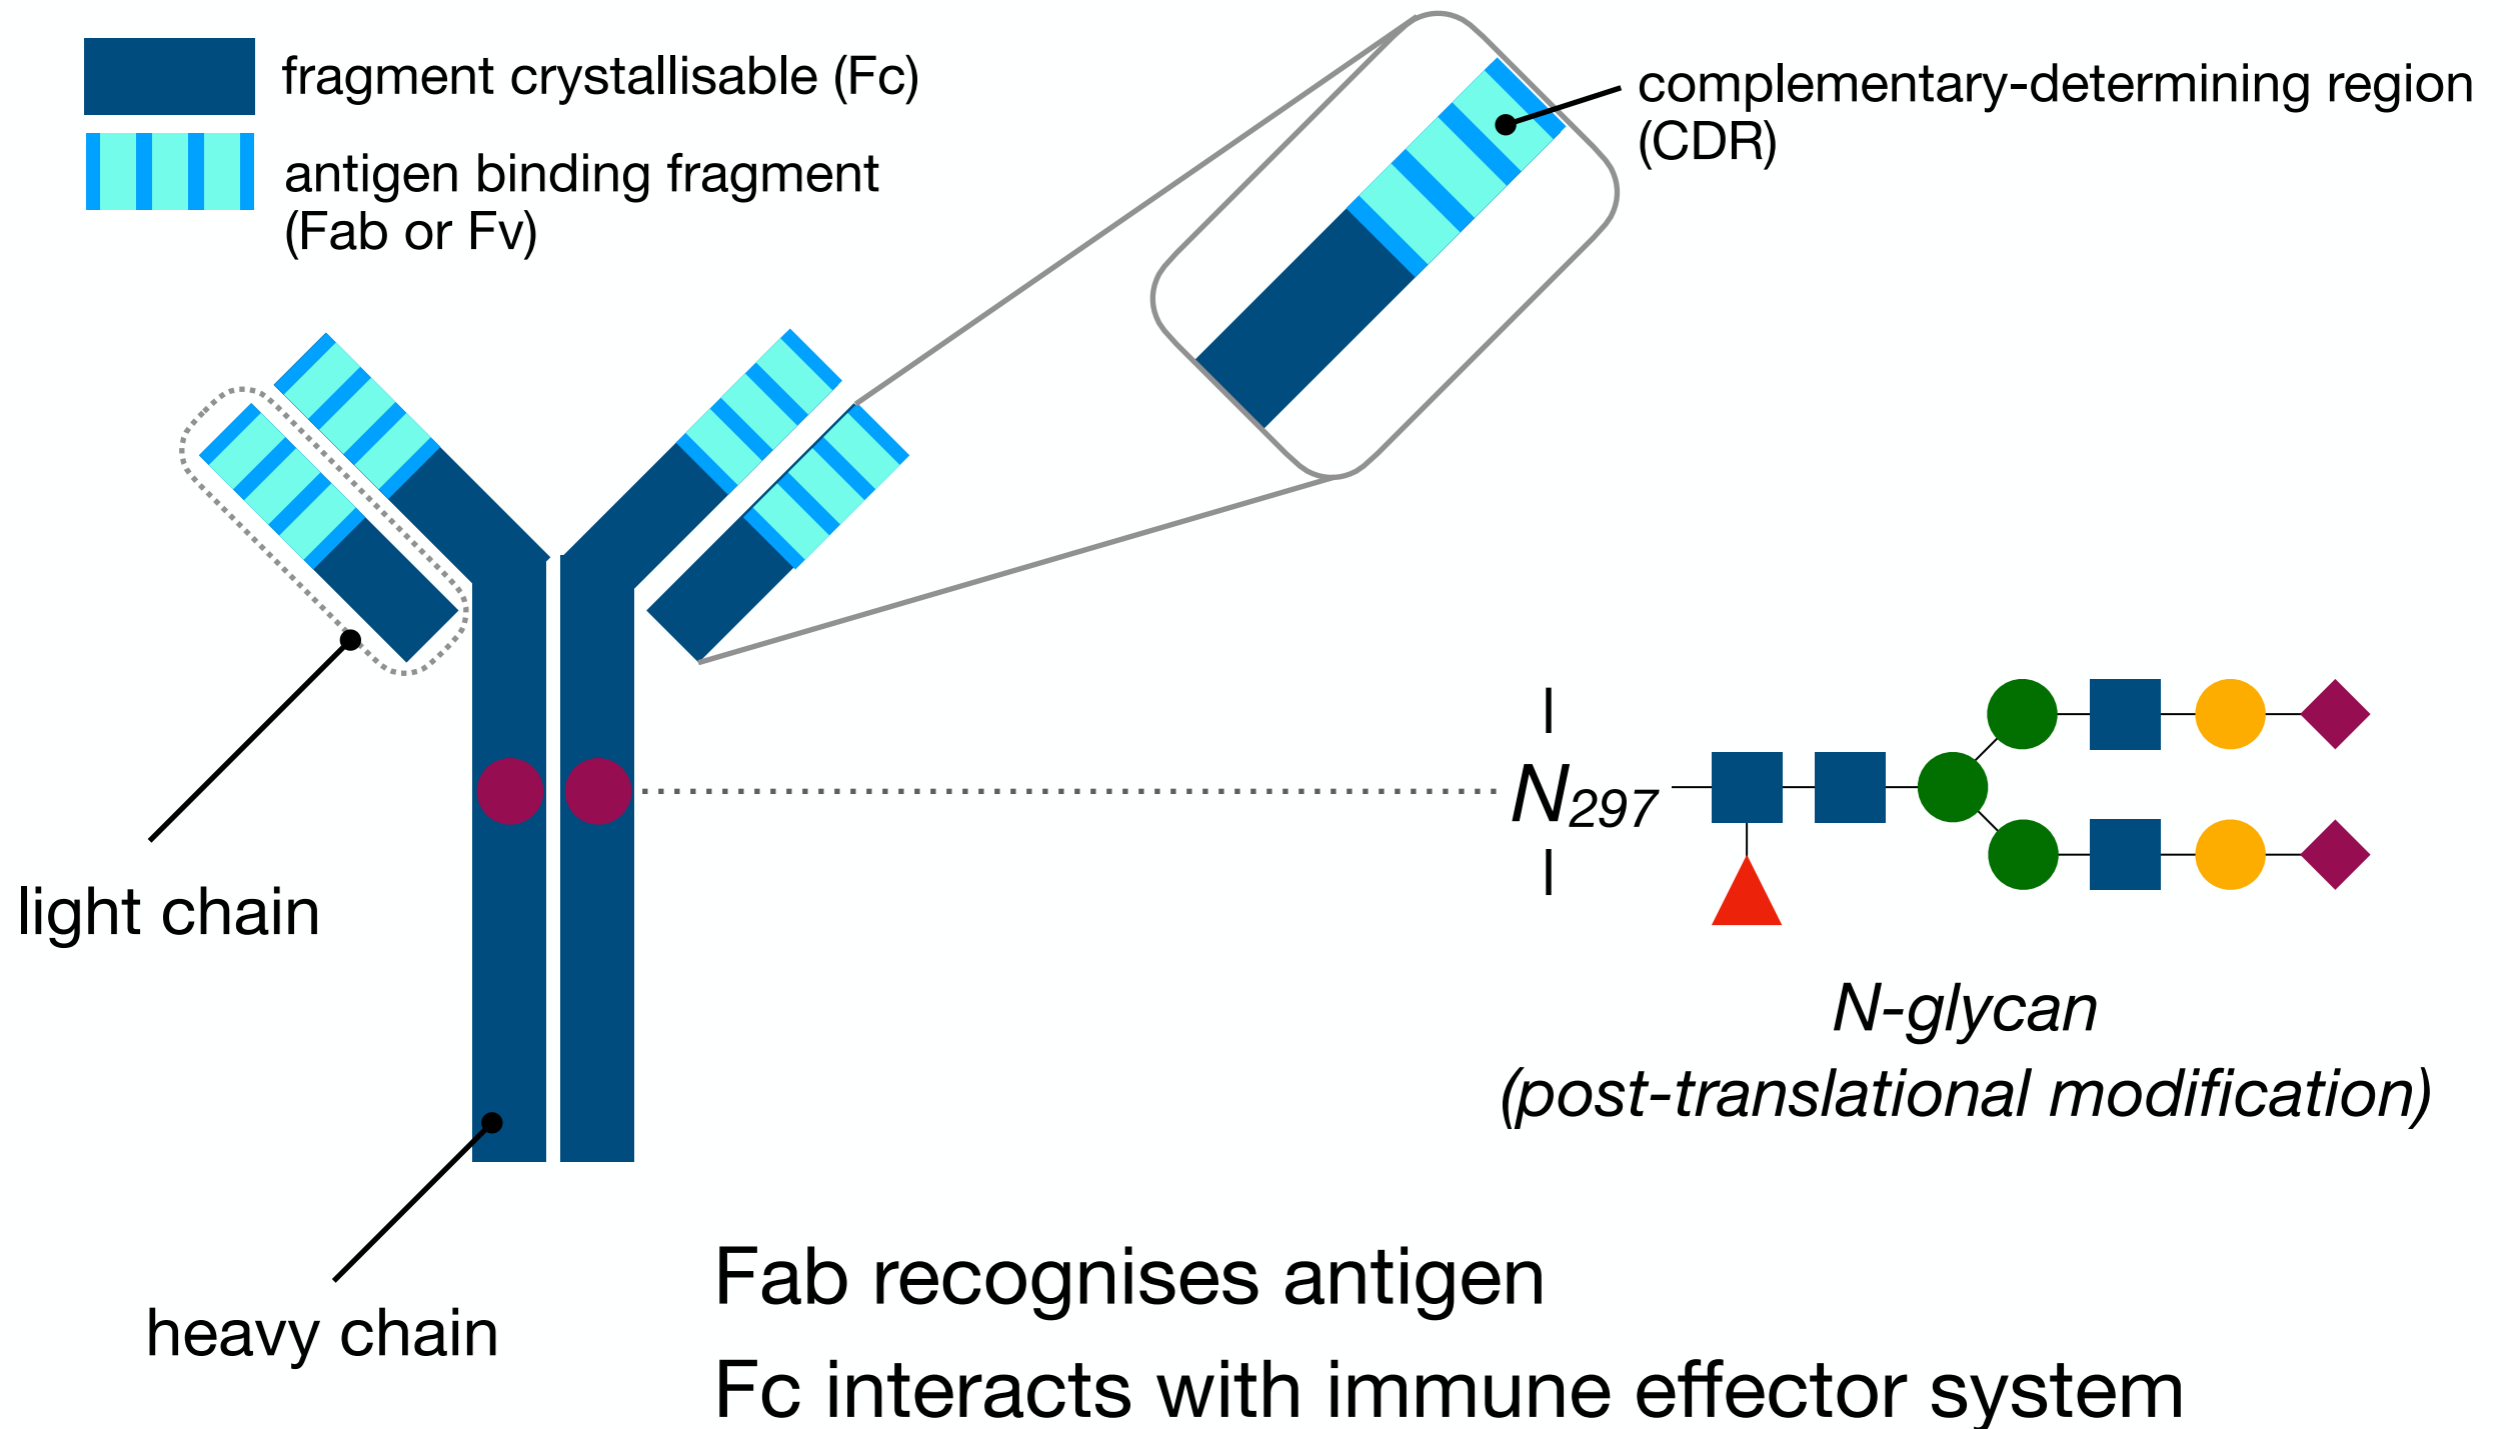 fragment crystallisable (Fc)
antigen binding fragment
(Fab or Fv)
complementary-determining region
(CDR)
light chain
N297
N-glycan
(post-translational modification)
heavy chain
Fab recognises antigen
Fc interacts with immune effector system